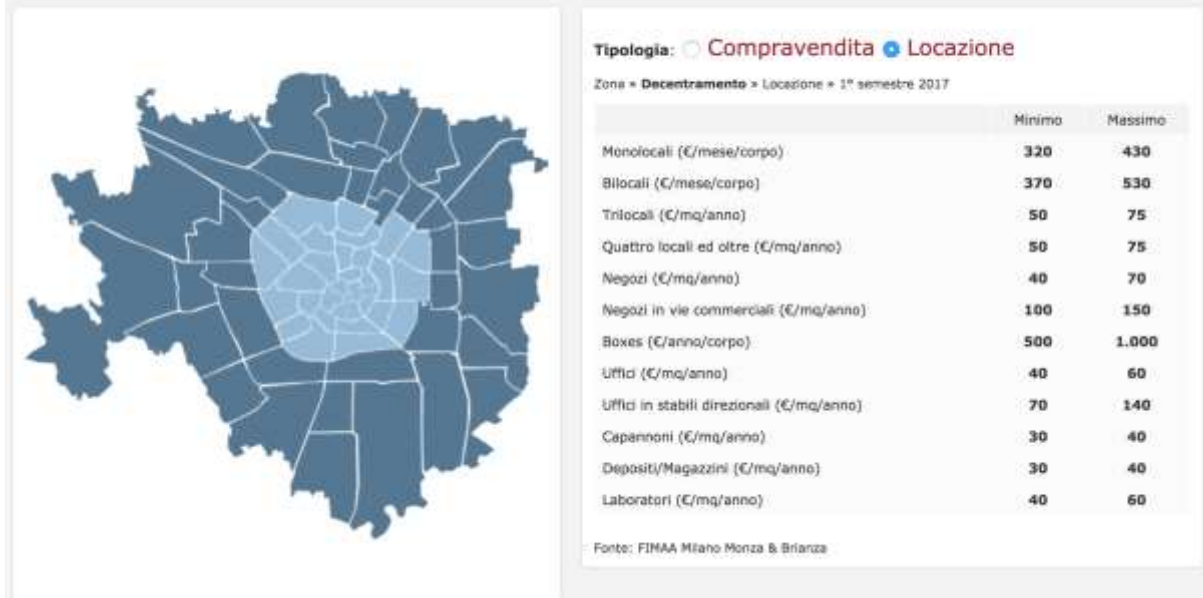 Tipologia: Compravendita Locazione
Zona » Decentramento » Locazione » 1° semestre 2017
Minimo Massimo
Monolocali (€/mese/corpo) 320 430
Bilocali (€/mese/corpo) 370 530
Trilocali (€/mq/anno) 50 75
Quattro locali ed oltre (€/mq/anno) 50 75
Negozi (€/mq/anno) 40 70
Negozi in vie commerciali (€/mq/anno) 100 150
Boxes (€/anno/corpo) 500 1.000
Uffici (€/mq/anno) 40 60
Uffici in stabili direzionali (€/mq/anno) 70 140
Capannoni (€/mq/anno) 30 40
Depositi/Magazzini (€/mq/anno) 30 40
Laboratori (€/mq/anno) 40 60
Fonte: FIMAA Milano Monza & Brianza